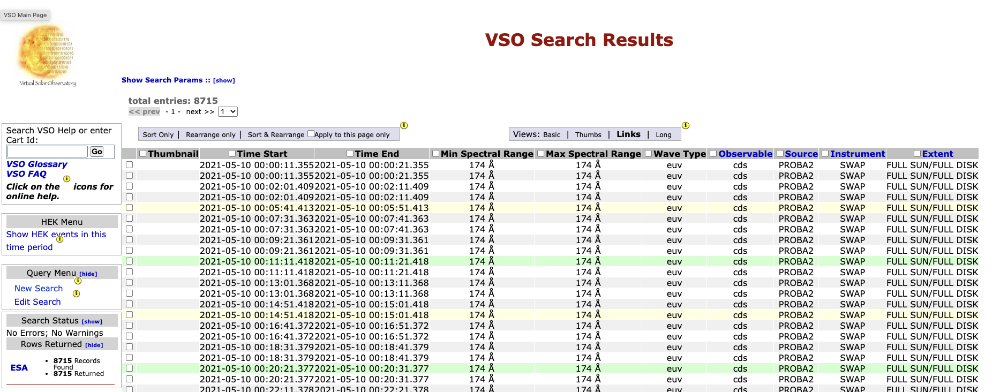 VSO Main Page
Virtual Solar Observatory
VSO Search Results
Show Search Params :: [show]
total entries: 8715
<< prev - 1 - next >> 1
Search VSO Help or enter
Cart Id:
Go
VSO Glossary
VSO FAQ
Click on the i icons for
online help.
HEK Menu
Show HEK events in this
time period
Query Menu [hide]
New Search
Edit Search
Search Status [show]
No Errors; No Warnings
Rows Returned [hide]
ESA
• 8715 Records
Found
• 8715 Returned
Sort Only | Rearrange only | Sort & Rearrange Apply to this page only
Views: Basic | Thumbs | Links | Long
Thumbnail Time Start Time End Min Spectral Range Max Spectral Range Wave Type Observable Source Instrument Extent
2021-05-10 00:00:11.355 2021-05-10 00:00:21.355 174 Å 174 Å euv cds PROBA2 SWAP FULL SUN/FULL DISK
2021-05-10 00:00:11.355 2021-05-10 00:00:21.355 174 Å 174 Å euv cds PROBA2 SWAP FULL SUN/FULL DISK
2021-05-10 00:02:01.409 2021-05-10 00:02:11.409 174 Å 174 Å euv cds PROBA2 SWAP FULL SUN/FULL DISK
2021-05-10 00:02:01.409 2021-05-10 00:02:11.409 174 Å 174 Å euv cds PROBA2 SWAP FULL SUN/FULL DISK
2021-05-10 00:05:41.413 2021-05-10 00:05:51.413 174 Å 174 Å euv cds PROBA2 SWAP FULL SUN/FULL DISK
2021-05-10 00:07:31.363 2021-05-10 00:07:41.363 174 Å 174 Å euv cds PROBA2 SWAP FULL SUN/FULL DISK
2021-05-10 00:07:31.363 2021-05-10 00:07:41.363 174 Å 174 Å euv cds PROBA2 SWAP FULL SUN/FULL DISK
2021-05-10 00:09:21.361 2021-05-10 00:09:31.361 174 Å 174 Å euv cds PROBA2 SWAP FULL SUN/FULL DISK
2021-05-10 00:09:21.361 2021-05-10 00:09:31.361 174 Å 174 Å euv cds PROBA2 SWAP FULL SUN/FULL DISK
2021-05-10 00:11:11.418 2021-05-10 00:11:21.418 174 Å 174 Å euv cds PROBA2 SWAP FULL SUN/FULL DISK
2021-05-10 00:11:11.418 2021-05-10 00:11:21.418 174 Å 174 Å euv cds PROBA2 SWAP FULL SUN/FULL DISK
2021-05-10 00:13:01.368 2021-05-10 00:13:11.368 174 Å 174 Å euv cds PROBA2 SWAP FULL SUN/FULL DISK
2021-05-10 00:13:01.368 2021-05-10 00:13:11.368 174 Å 174 Å euv cds PROBA2 SWAP FULL SUN/FULL DISK
2021-05-10 00:14:51.418 2021-05-10 00:15:01.418 174 Å 174 Å euv cds PROBA2 SWAP FULL SUN/FULL DISK
2021-05-10 00:14:51.418 2021-05-10 00:15:01.418 174 Å 174 Å euv cds PROBA2 SWAP FULL SUN/FULL DISK
2021-05-10 00:16:41.372 2021-05-10 00:16:51.372 174 Å 174 Å euv cds PROBA2 SWAP FULL SUN/FULL DISK
2021-05-10 00:16:41.372 2021-05-10 00:16:51.372 174 Å 174 Å euv cds PROBA2 SWAP FULL SUN/FULL DISK
2021-05-10 00:18:31.379 2021-05-10 00:18:41.379 174 Å 174 Å euv cds PROBA2 SWAP FULL SUN/FULL DISK
2021-05-10 00:18:31.379 2021-05-10 00:18:41.379 174 Å 174 Å euv cds PROBA2 SWAP FULL SUN/FULL DISK
2021-05-10 00:20:21.377 2021-05-10 00:20:31.377 174 Å 174 Å euv cds PROBA2 SWAP FULL SUN/FULL DISK
2021-05-10 00:20:21.377 2021-05-10 00:20:31.377 174 Å 174 Å euv cds PROBA2 SWAP FULL SUN/FULL DISK
2021-05-10 00:22:11.378 2021-05-10 00:22:21.378 174 Å 174 Å euv cds PROBA2 SWAP FULL SUN/FULL DISK